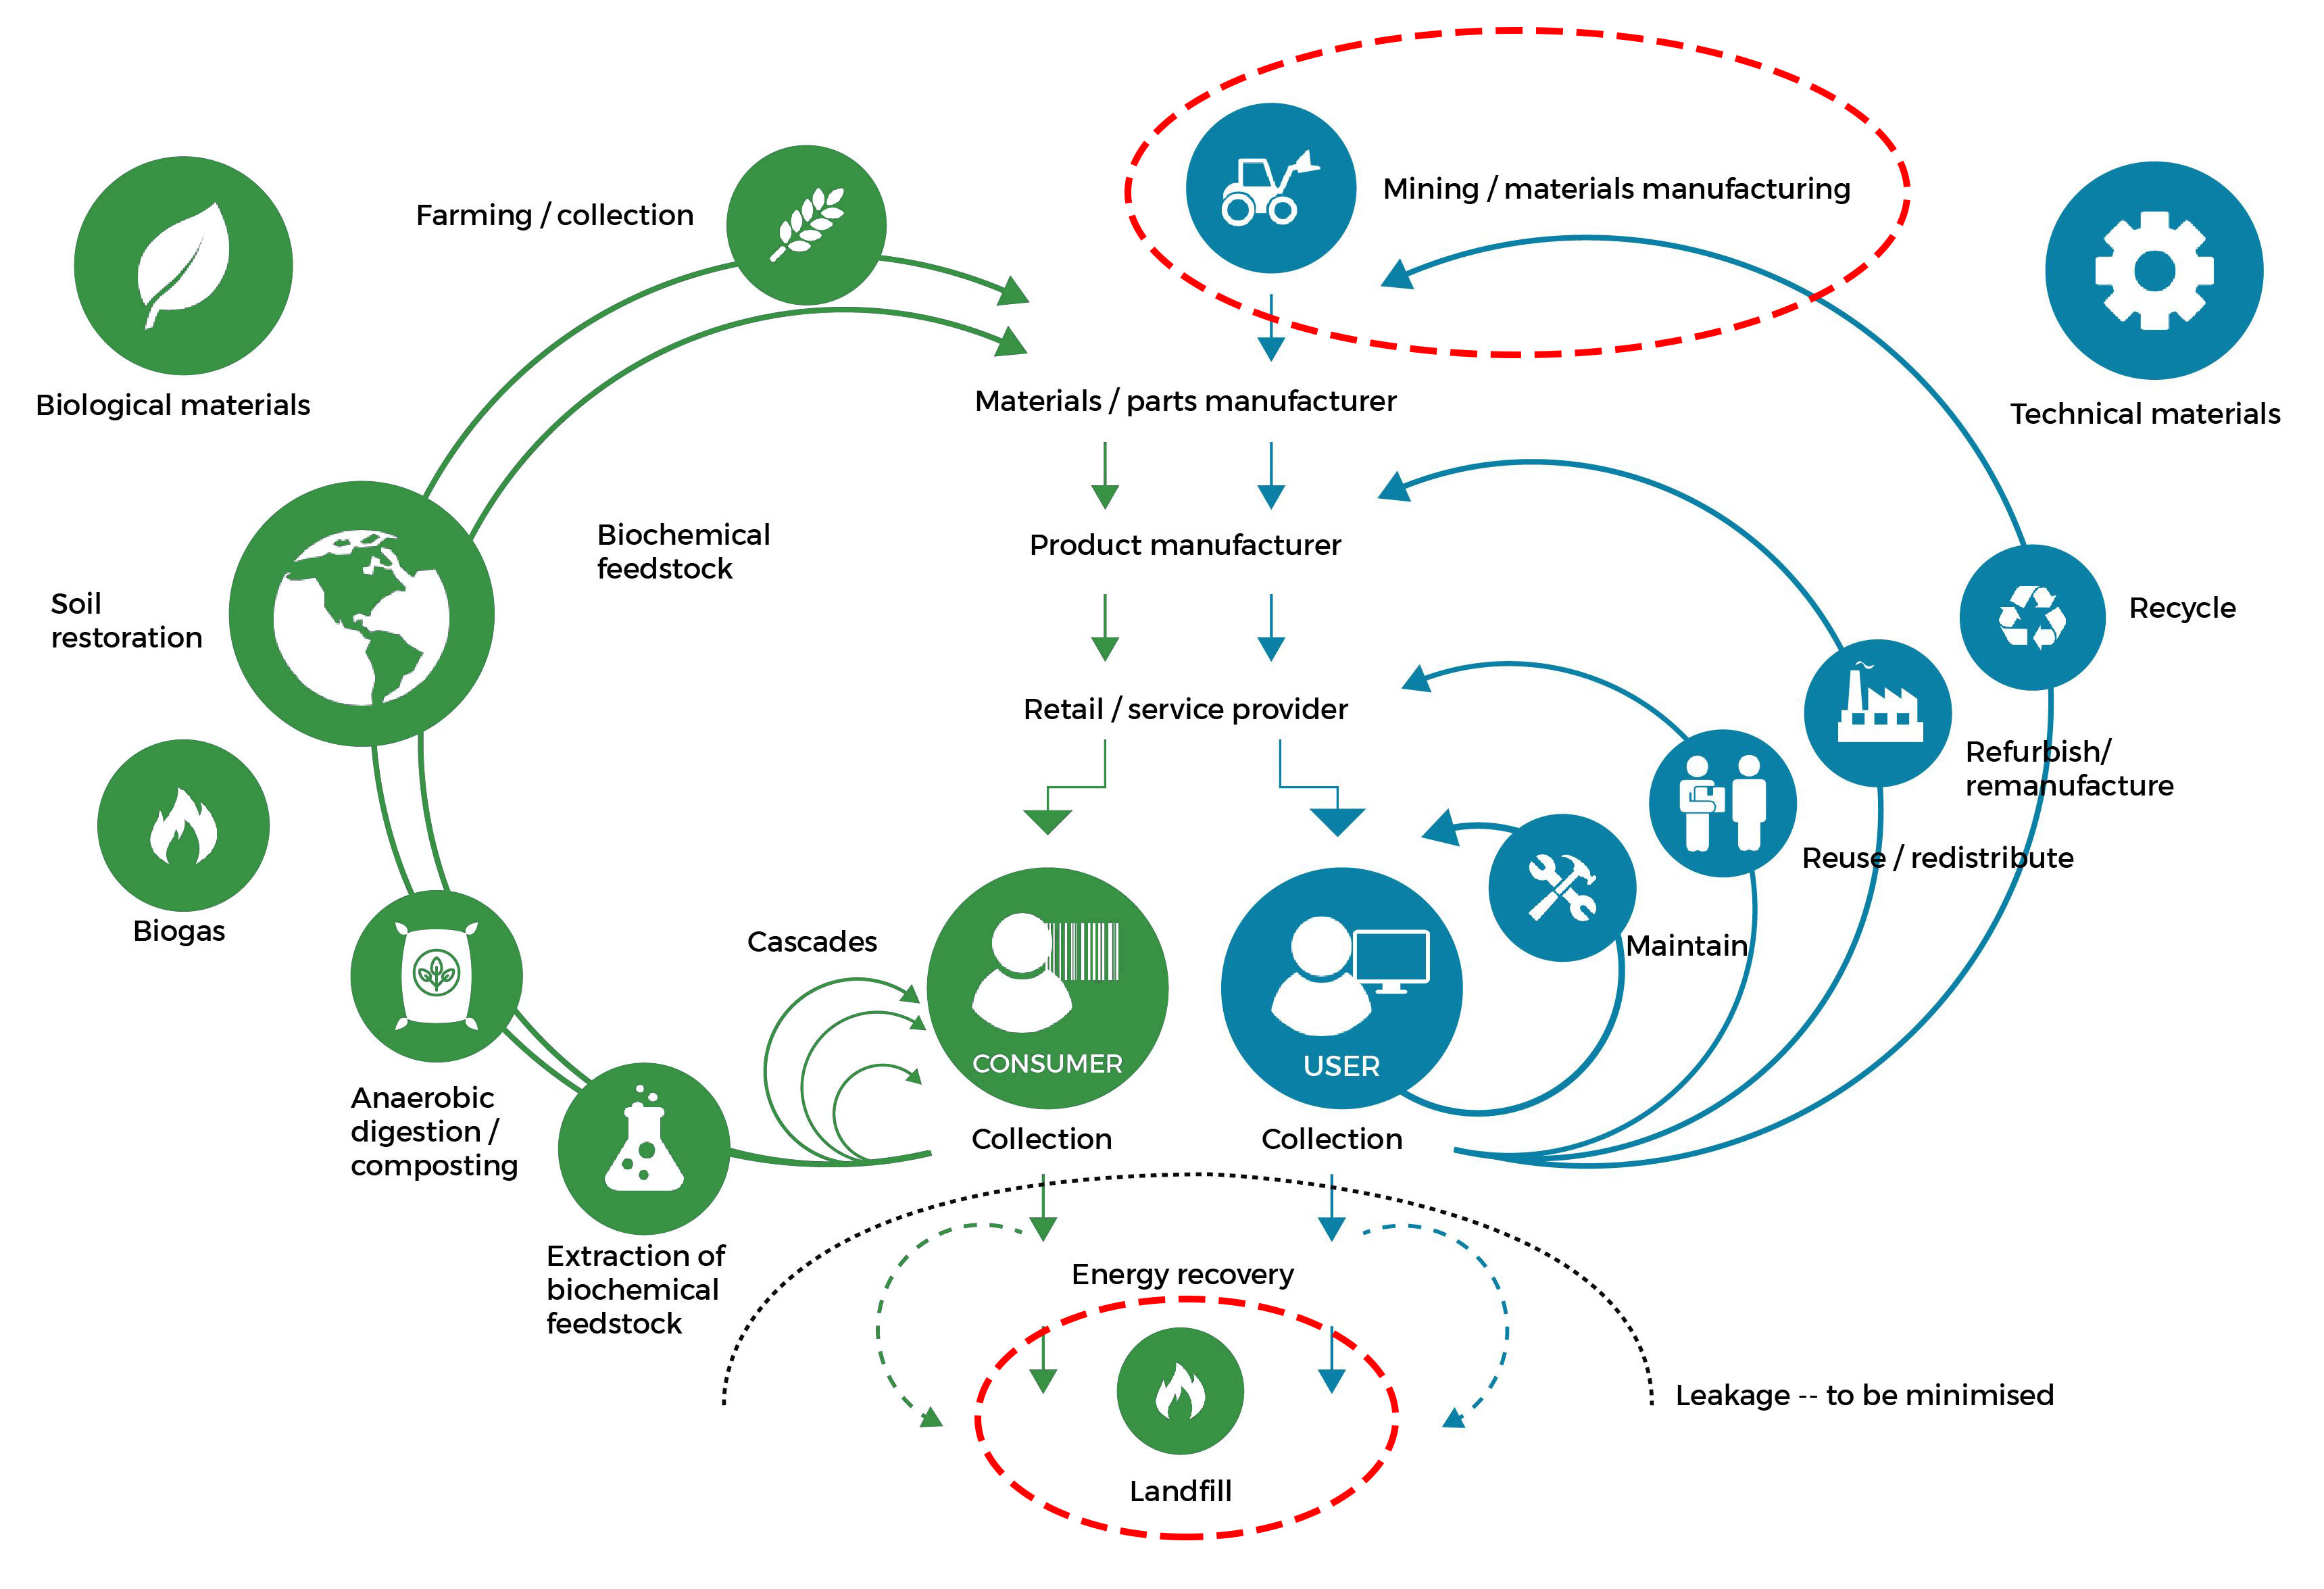 Mining / materials manufacturing
Farming / collection
Biological materials
Technical materials
Materials / parts manufacturer
Biochemical
feedstock
Product manufacturer
Soil
restoration
Recycle
Retail / service provider
Refurbish/
remanufacture
Reuse / redistribute
Biogas
Cascades
Maintain
CONSUMER
USER
Anaerobic
digestion /
composting
Collection
Collection
Extraction of
biochemical
feedstock
Energy recovery
Leakage -- to be minimised
Landfill